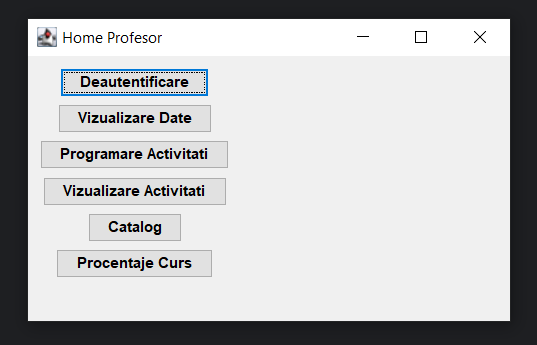 Home Profesor
Deautentificare
Vizualizare Date
Programare Activitati
Vizualizare Activitati
Catalog
Procentaje Curs